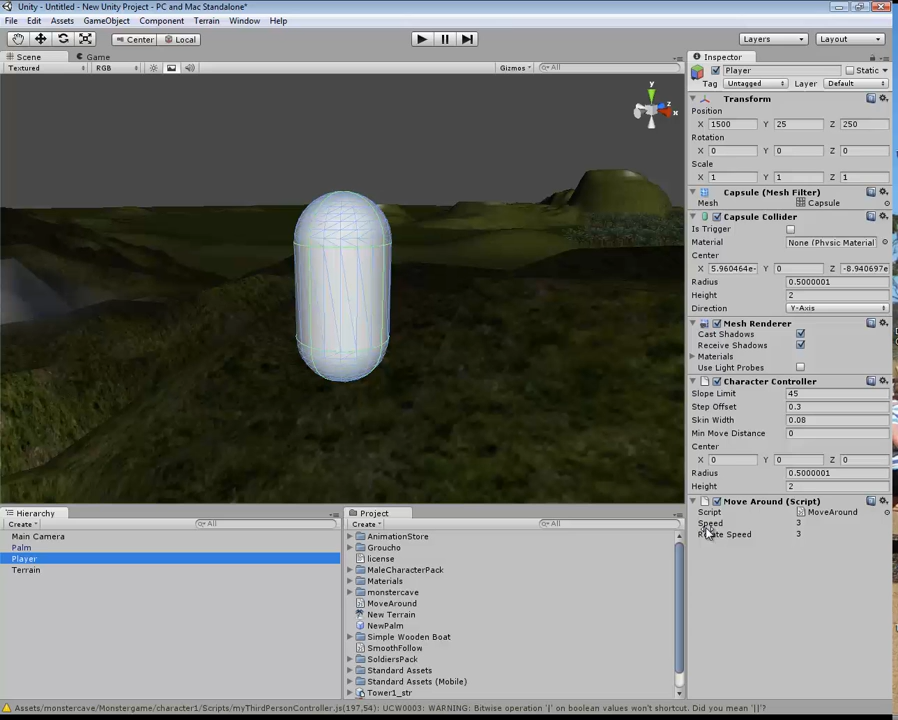 Unity - Untitled - New Unity Project - PC and Mac Standalone*
File Edit Assets GameObject Component Terrain Window Help
Center Local Layers Layout
Scene Game
Textured RGB Gizmos All
y z x
Inspector
Player Static
Tag Untagged Layer Default
Transform
Position
X 1500 Y 25 Z 250
Rotation
X 0 Y 0 Z 0
Scale
X 1 Y 1 Z 1
Capsule (Mesh Filter)
Mesh Capsule
Capsule Collider
Is Trigger
Material None (Physic Material
Center
X 5.960464e- Y 0 Z -8.940697e
Radius 0.5000001
Height 2
Direction Y-Axis
Mesh Renderer
Cast Shadows
Receive Shadows
Materials
Use Light Probes
Character Controller
Slope Limit 45
Step Offset 0.3
Skin Width 0.08
Min Move Distance 0
Center
X 0 Y 0 Z 0
Radius 0.5000001
Height 2
Move Around (Script)
Script MoveAround
Speed 3
Rotate Speed 3
Hierarchy
Create All
Main Camera
Palm
Player
Terrain
Project
Create All
AnimationStore
Groucho
license
MaleCharacterPack
Materials
monstercave
MoveAround
New Terrain
NewPalm
Simple Wooden Boat
SmoothFollow
SoldiersPack
Standard Assets
Standard Assets (Mobile)
Tower1_str
Assets/monstercave/Monstergame/character1/Scripts/myThirdPersonController.js(197,54): UCW0003: WARNING: Bitwise operation '|' on boolean values won't shortcut. Did you mean '||'?